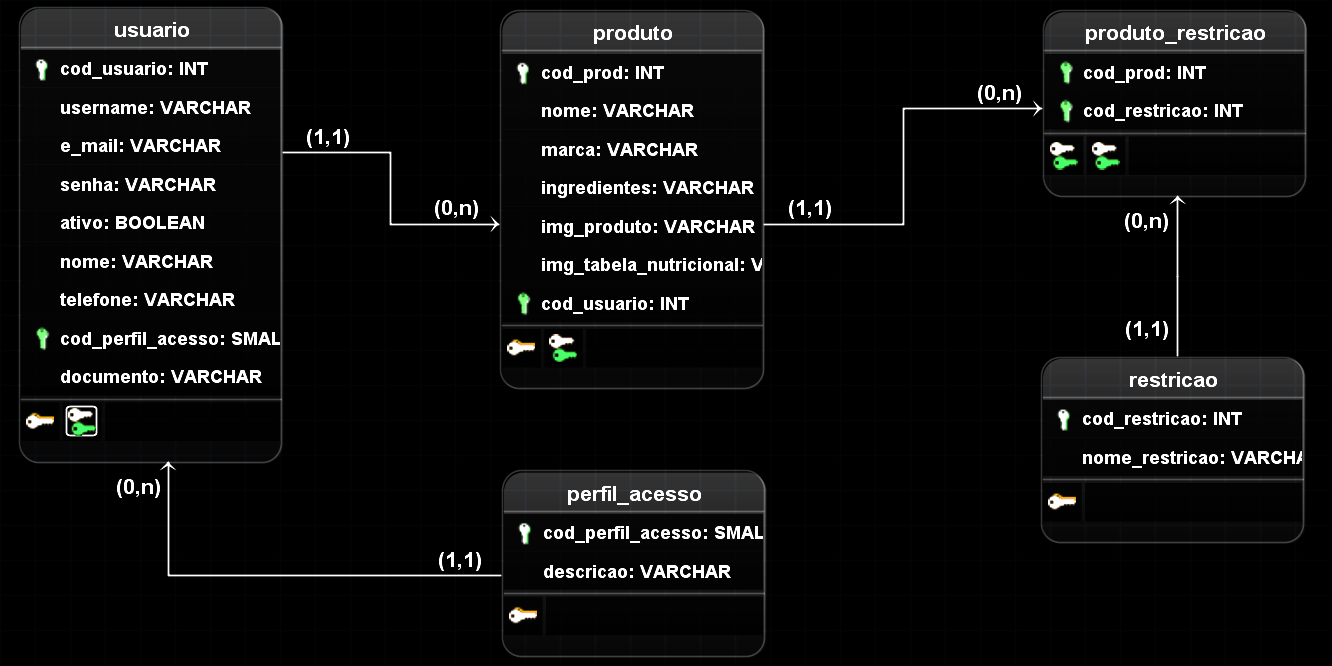 usuario
cod_usuario: INT
username: VARCHAR
e_mail: VARCHAR
senha: VARCHAR
ativo: BOOLEAN
nome: VARCHAR
telefone: VARCHAR
cod_perfil_acesso: SMAL
documento: VARCHAR
(1,1)
(0,n)
produto
cod_prod: INT
nome: VARCHAR
marca: VARCHAR
ingredientes: VARCHAR
img_produto: VARCHAR
img_tabela_nutricional: V
cod_usuario: INT
(1,1)
(0,n)
produto_restricao
cod_prod: INT
cod_restricao: INT
(0,n)
(1,1)
restricao
cod_restricao: INT
nome_restricao: VARCHA
(0,n)
(1,1)
perfil_acesso
cod_perfil_acesso: SMAL
descricao: VARCHAR